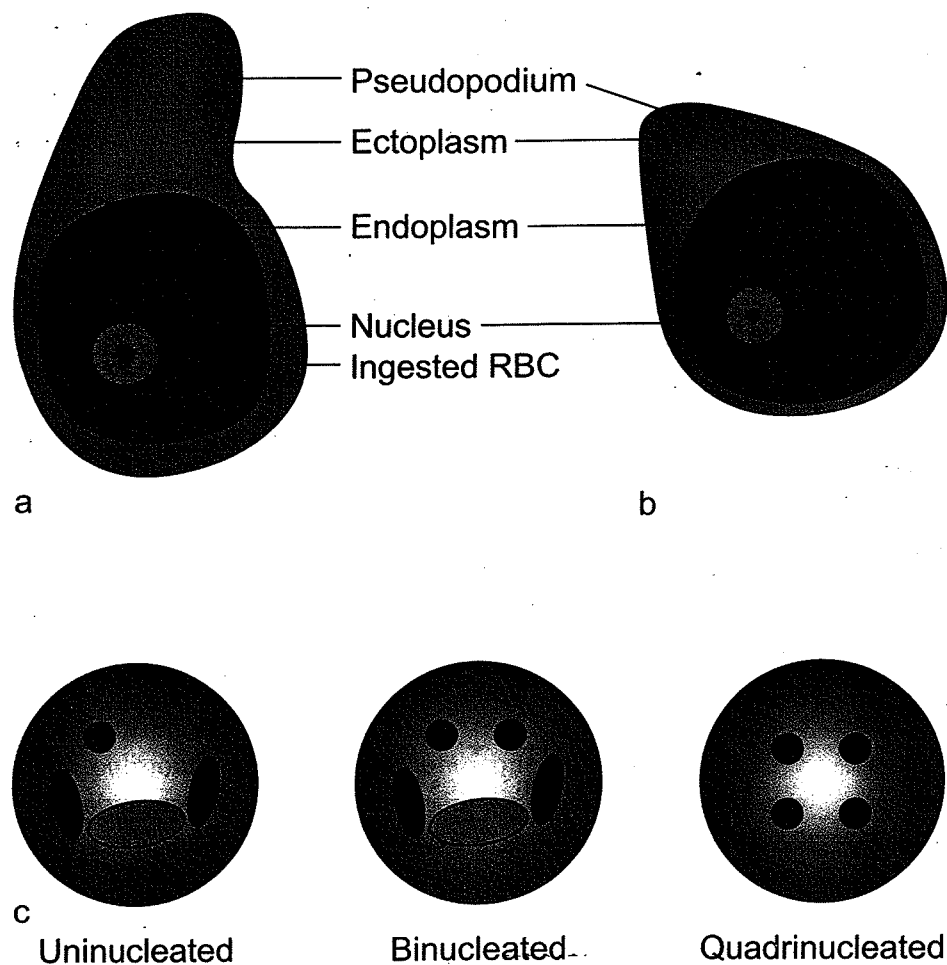 Pseudopodium
Ectoplasm
Endoplasm
Nucleus
Ingested RBC
a
b
c
Uninucleated
Binucleated
Quadrinucleated